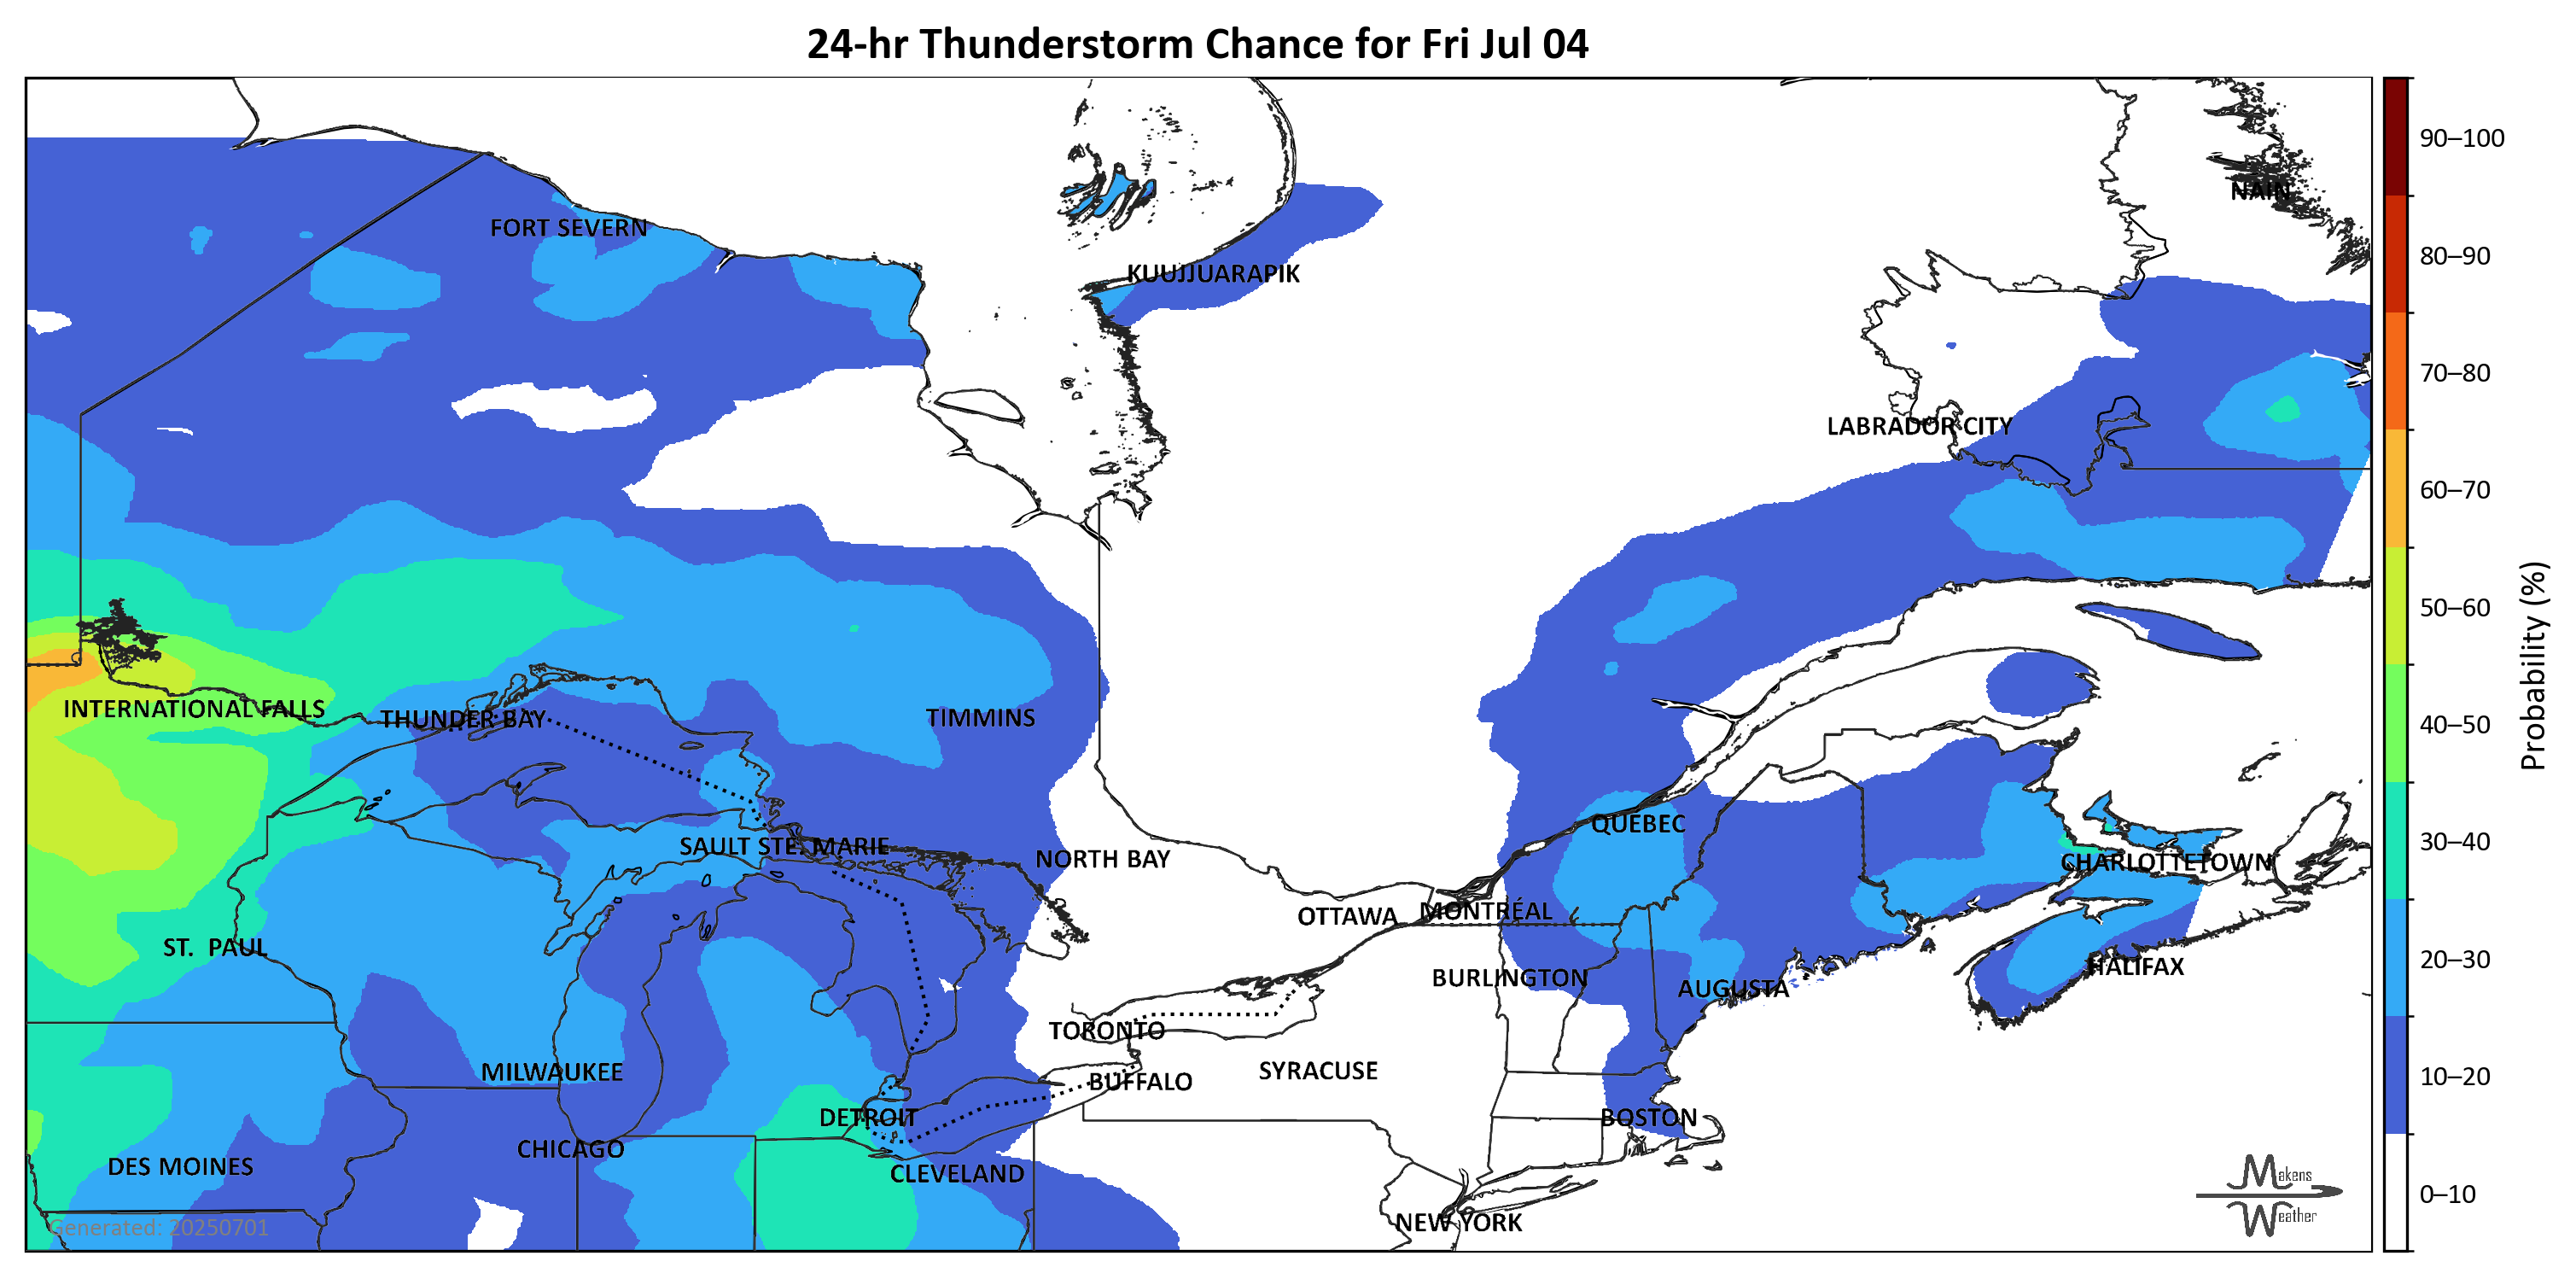 24-hr Thunderstorm Chance for Fri Jul 04
90–100
NAIN
FORT SEVERN
80–90
KUUJJUARAPIK
70–80
LABRADOR CITY
60–70
50–60
Probability (%)
INTERNATIONAL FALLS
THUNDER BAY
TIMMINS
40–50
QUEBEC
SAULT STE. MARIE
30–40
NORTH BAY
CHARLOTTETOWN
OTTAWA
MONTRÉAL
ST. PAUL
20–30
HALIFAX
BURLINGTON
AUGUSTA
TORONTO
MILWAUKEE
SYRACUSE
10–20
BUFFALO
DETROIT
BOSTON
CHICAGO
DES MOINES
CLEVELAND
Makens
Weather
0–10
NEW YORK
Generated: 20250701